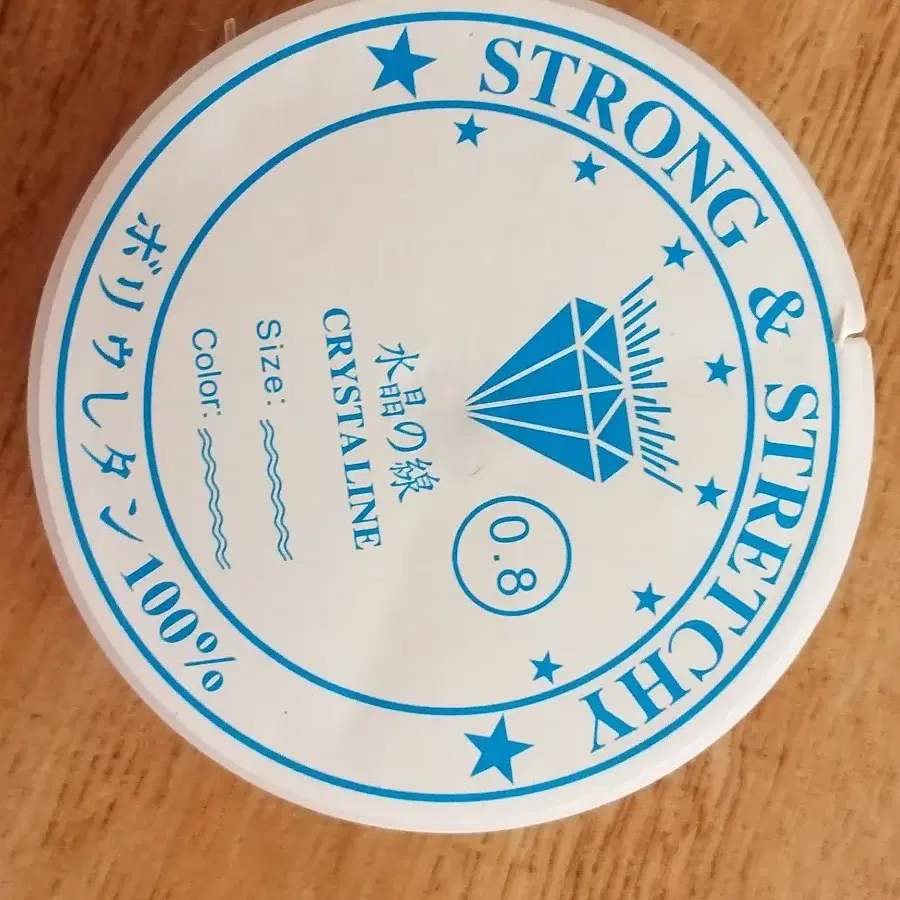 STRONG & STRETCHY
0.8
水晶の線
CRYSTALINE
Size:
Color:
ボリウレタン100%